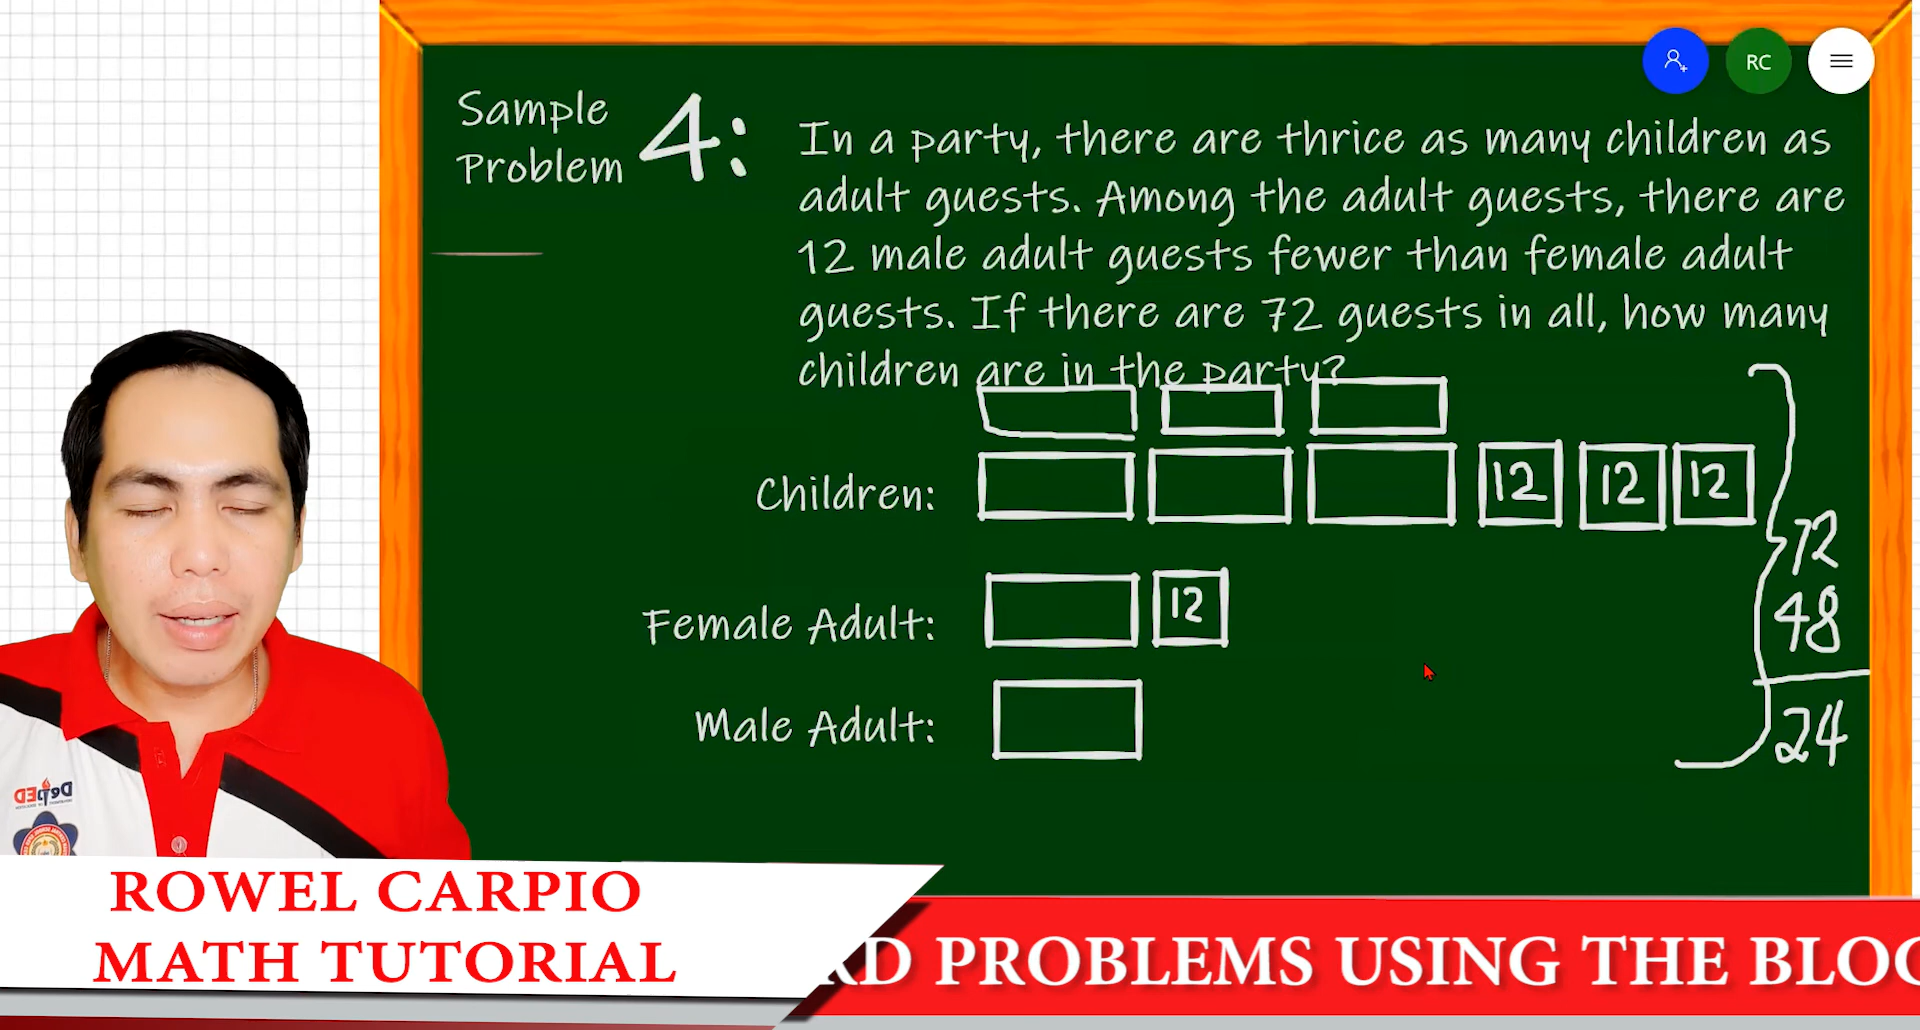 RC
Sample
Problem
4:
In a party, there are thrice as many children as
adult guests. Among the adult guests, there are
12 male adult guests fewer than female adult
guests. If there are 72 guests in all, how many
children are in the party?
Children:
12 12 12
72
Female Adult:
12
48
Male Adult:
24
DepED
ROWEL CARPIO
MATH TUTORIAL
RD PROBLEMS USING THE BLOC